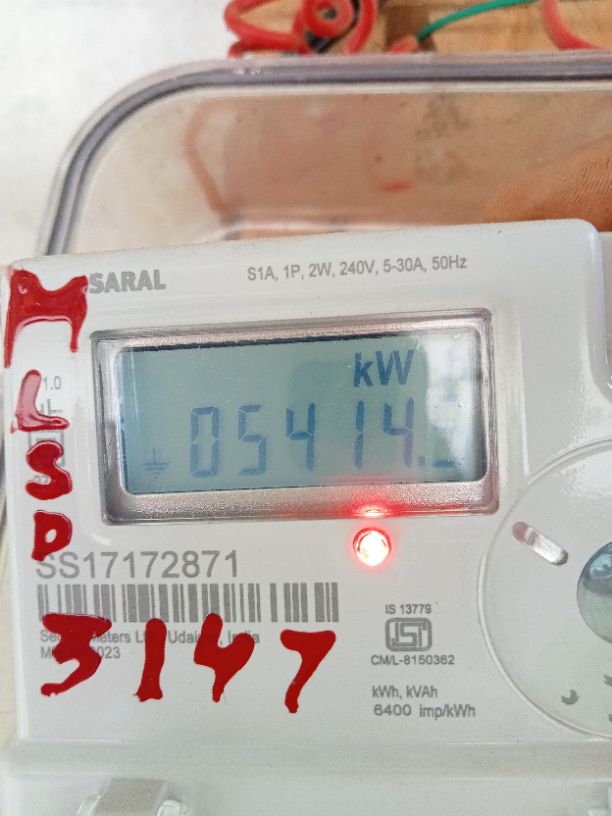 SARAL
S1A, 1P, 2W, 240V, 5-30A, 50Hz
kW
05414.
L
S
P
SS17172871
3147
IS 13779
ISI
CM/L-8150362
kWh, kVAh
6400 imp/kWh